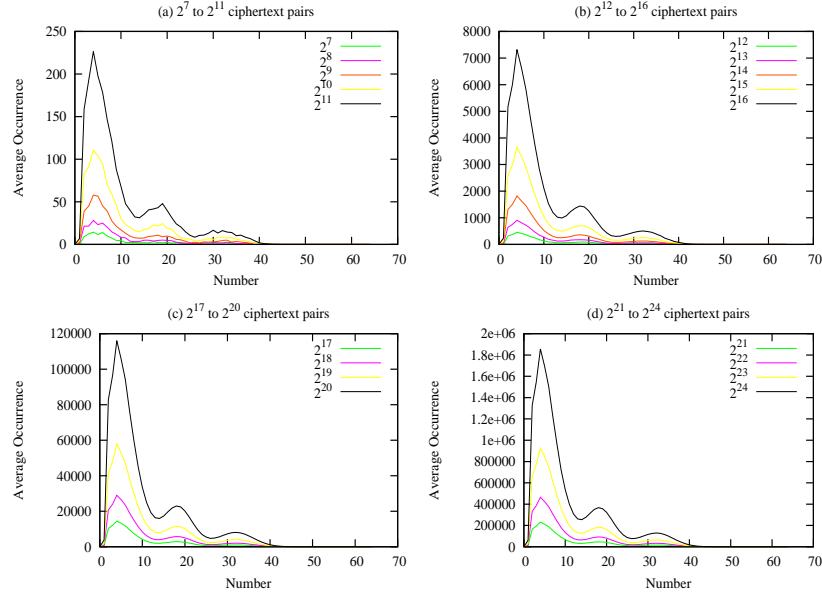 (a) 2^7 to 2^11 ciphertext pairs
Average Occurrence
250
200
150
100
50
0
0 10 20 30 40 50 60 70
Number
2^7
2^8
2^9
2^10
2^11
(b) 2^12 to 2^16 ciphertext pairs
Average Occurrence
8000
7000
6000
5000
4000
3000
2000
1000
0
0 10 20 30 40 50 60 70
Number
2^12
2^13
2^14
2^15
2^16
(c) 2^17 to 2^20 ciphertext pairs
Average Occurrence
120000
100000
80000
60000
40000
20000
0
0 10 20 30 40 50 60 70
Number
2^17
2^18
2^19
2^20
(d) 2^21 to 2^24 ciphertext pairs
Average Occurrence
2e+06
1.8e+06
1.6e+06
1.4e+06
1.2e+06
1e+06
800000
600000
400000
200000
0
0 10 20 30 40 50 60 70
Number
2^21
2^22
2^23
2^24